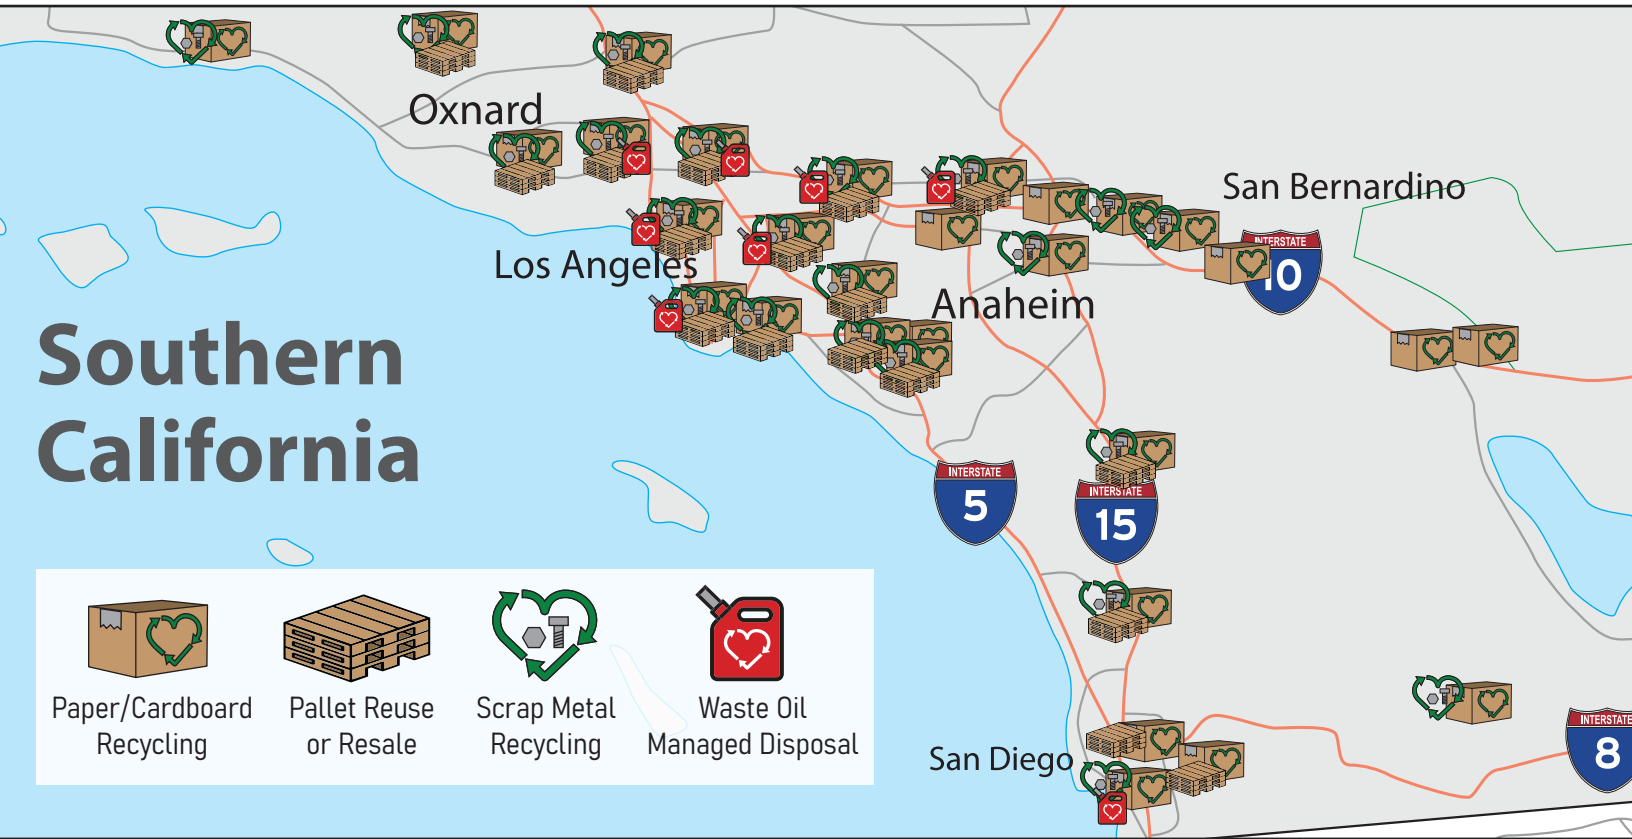 Oxnard
San Bernardino
INTERSTATE
10
Los Angeles
Anaheim
Southern
California
INTERSTATE
5
INTERSTATE
15
Paper/Cardboard
Recycling
Pallet Reuse
or Resale
Scrap Metal
Recycling
Waste Oil
Managed Disposal
San Diego
INTERSTATE
8